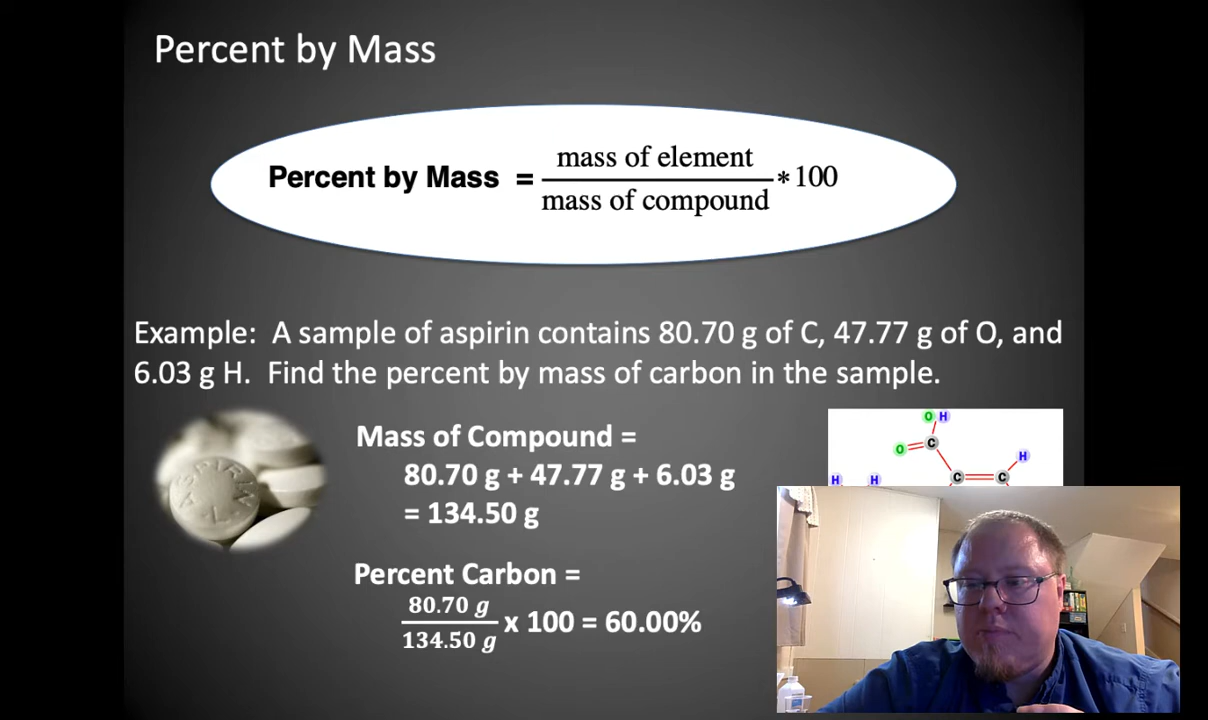 Percent by Mass
Percent by Mass = mass of element / mass of compound * 100
Example: A sample of aspirin contains 80.70 g of C, 47.77 g of O, and
6.03 g H. Find the percent by mass of carbon in the sample.
Mass of Compound =
80.70 g + 47.77 g + 6.03 g
= 134.50 g
Percent Carbon =
80.70 g / 134.50 g x 100 = 60.00%
ASPIRIN
O H
O C
H
C C
H H